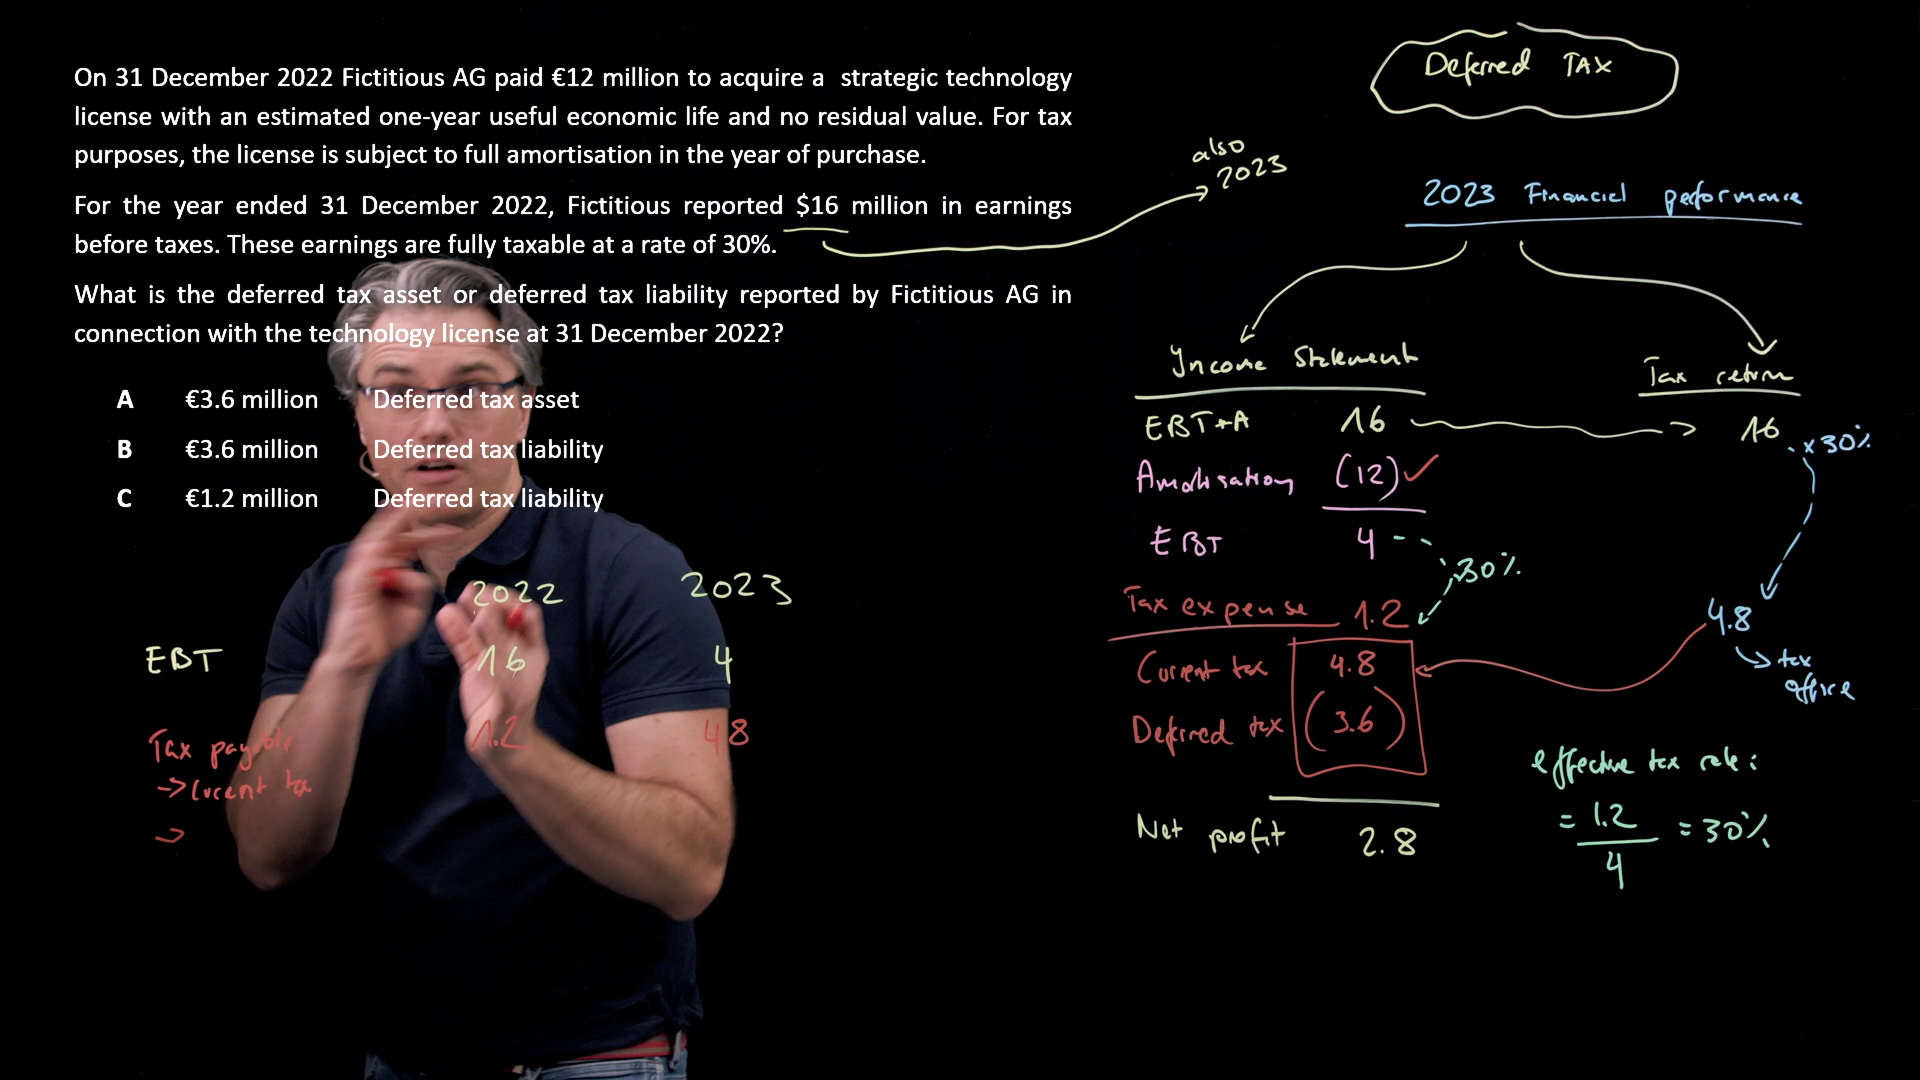 On 31 December 2022 Fictitious AG paid €12 million to acquire a strategic technology
license with an estimated one-year useful economic life and no residual value. For tax
purposes, the license is subject to full amortisation in the year of purchase.
For the year ended 31 December 2022, Fictitious reported $16 million in earnings
before taxes. These earnings are fully taxable at a rate of 30%.
What is the deferred tax asset or deferred tax liability reported by Fictitious AG in
connection with the technology license at 31 December 2022?
A €3.6 million Deferred tax asset
B €3.6 million Deferred tax liability
C €1.2 million Deferred tax liability
2022 2023
EBT 16 4
Tax payable 1.2 4.8
-> Current tax
->
also
2023
Deferred TAX
2023 Financial performance
Income Statement
EBT+A 16
Amortisation (12) ✓
EBT 4
30%
Tax expense 1.2
Current tax 4.8
Deferred tax (3.6)
Net profit 2.8
Tax return
16 x 30%
4.8
-> tax
office
effective tax rate:
= 1.2 / 4 = 30%